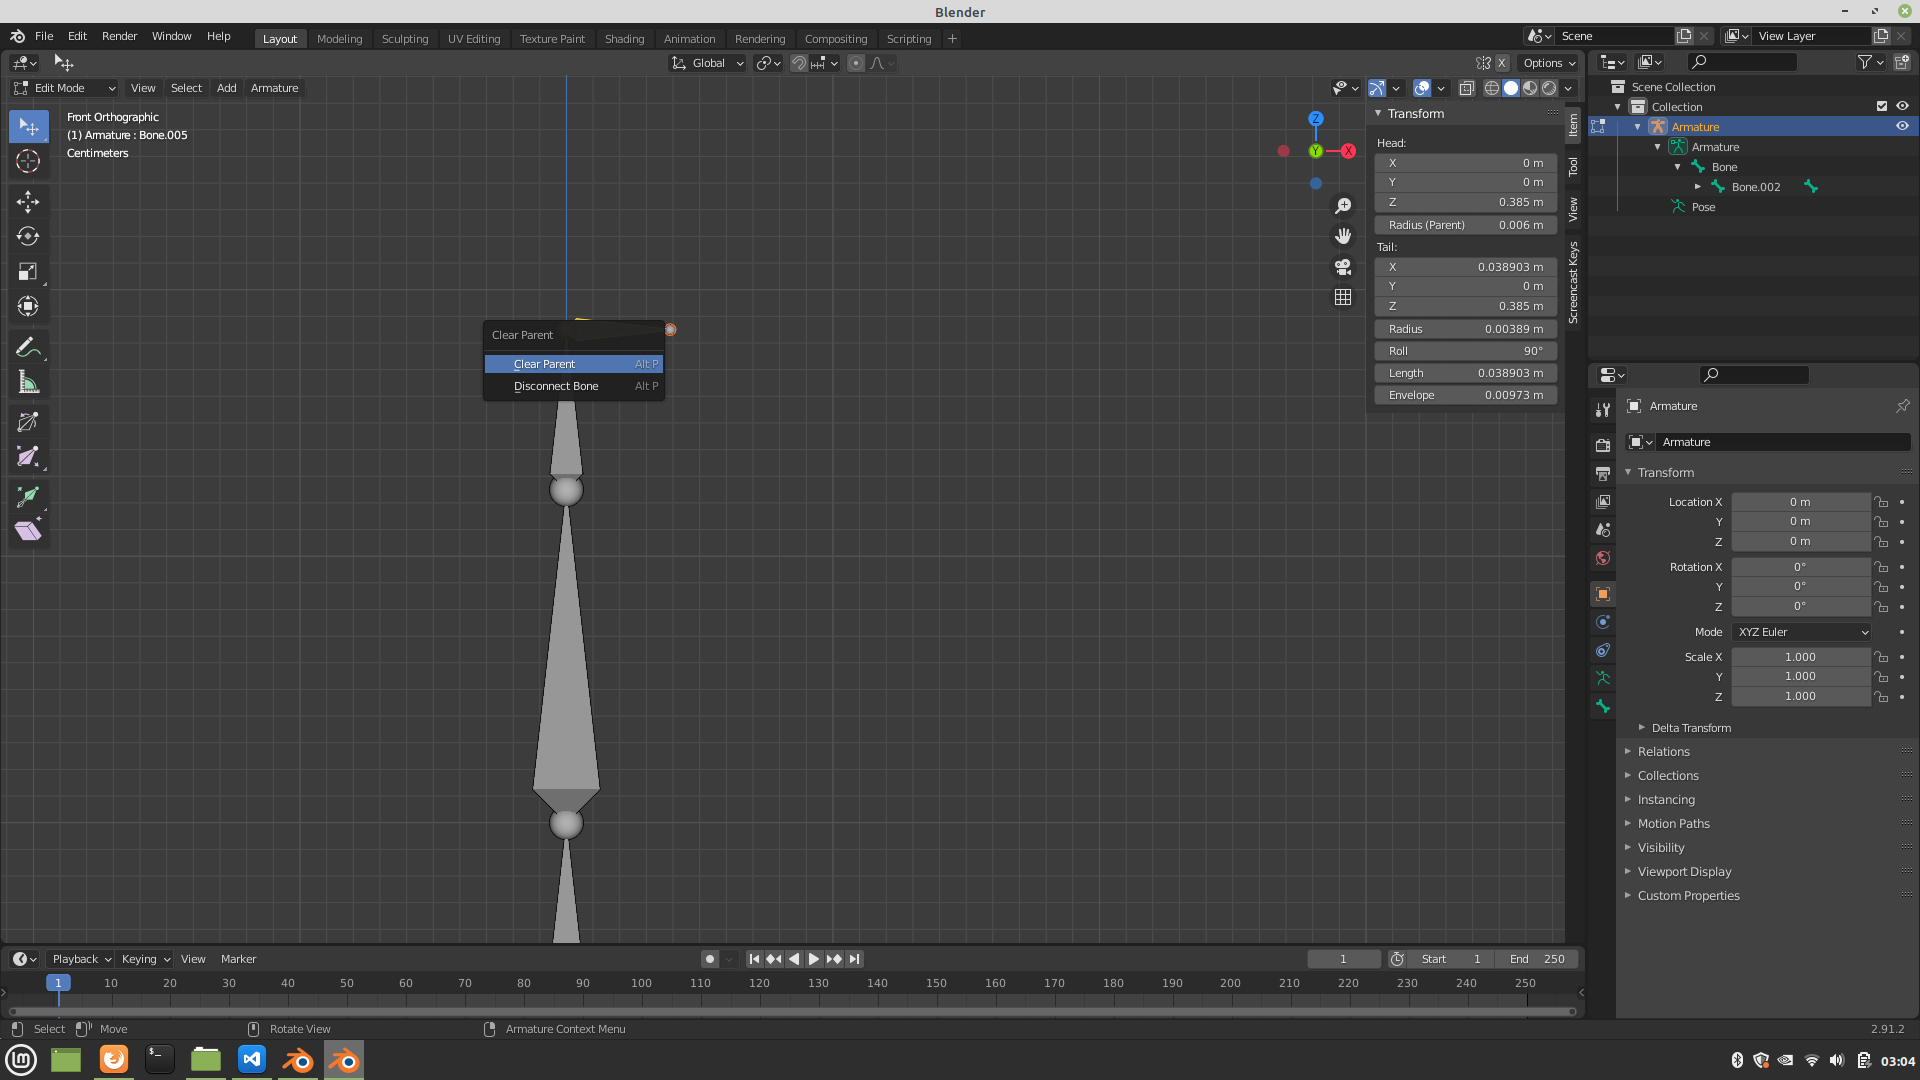 Blender
File Edit Render Window Help
Layout Modeling Sculpting UV Editing Texture Paint Shading Animation Rendering Compositing Scripting +
Scene
View Layer
Global
X Options
Edit Mode View Select Add Armature
Front Orthographic
(1) Armature : Bone.005
Centimeters
Z
Y
X
Clear Parent
Clear Parent Alt P
Disconnect Bone Alt P
Transform
Head:
X 0 m
Y 0 m
Z 0.385 m
Radius (Parent) 0.006 m
Tail:
X 0.038903 m
Y 0 m
Z 0.385 m
Radius 0.00389 m
Roll 90°
Length 0.038903 m
Envelope 0.00973 m
Item
Tool
View
Screencast Keys
Scene Collection
Collection
Armature
Armature
Bone
Bone.002
Pose
Armature
Armature
Transform
Location X 0 m
Y 0 m
Z 0 m
Rotation X 0°
Y 0°
Z 0°
Mode XYZ Euler
Scale X 1.000
Y 1.000
Z 1.000
Delta Transform
Relations
Collections
Instancing
Motion Paths
Visibility
Viewport Display
Custom Properties
Playback Keying View Marker
1 Start 1 End 250
1 10 20 30 40 50 60 70 80 90 100 110 120 130 140 150 160 170 180 190 200 210 220 230 240 250
Select Move Rotate View Armature Context Menu 2.91.2
03:04